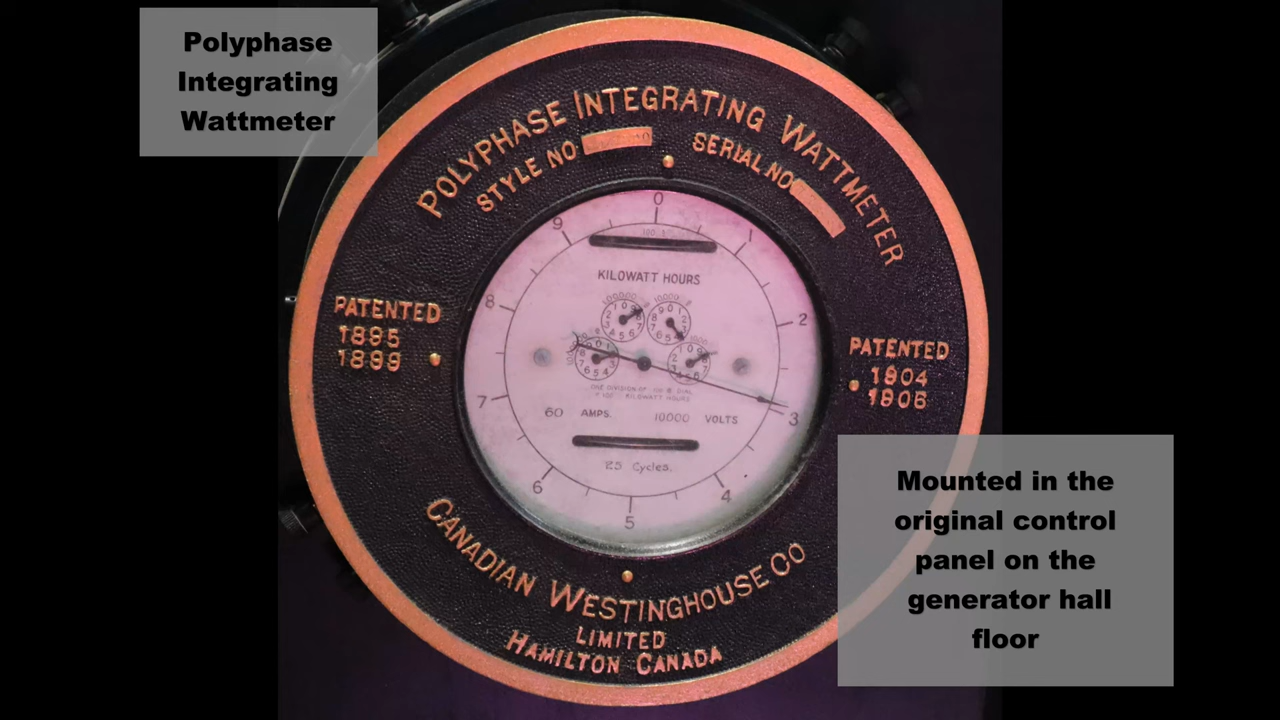 Polyphase
Integrating
Wattmeter
POLYPHASE INTEGRATING WATTMETER
STYLE NO
SERIAL NO
PATENTED
1895
1899
PATENTED
1904
1906
0
1
2
3
4
5
6
7
8
9
KILOWATT HOURS
60 AMPS. 10000 VOLTS
25 Cycles.
CANADIAN WESTINGHOUSE CO
LIMITED
HAMILTON CANADA
Mounted in the
original control
panel on the
generator hall
floor